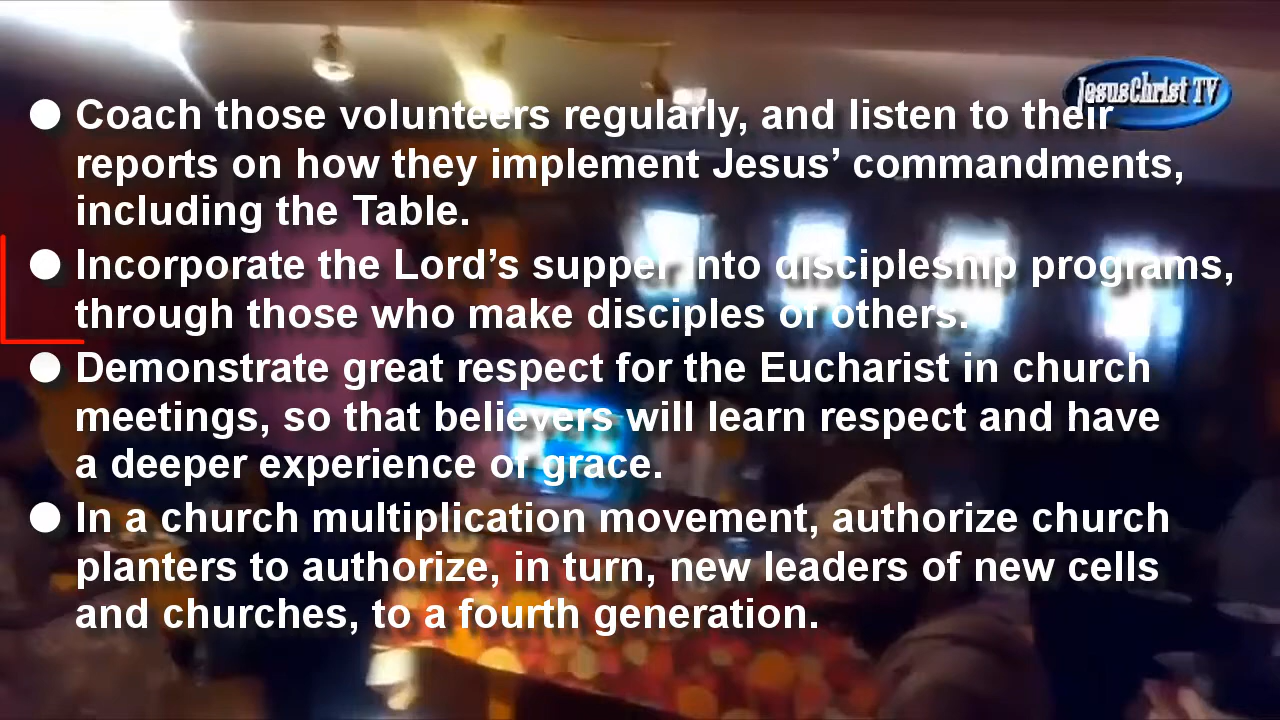 JesusChrist TV
● Coach those volunteers regularly, and listen to their
reports on how they implement Jesus’ commandments,
including the Table.
● Incorporate the Lord’s supper into discipleship programs,
through those who make disciples of others.
● Demonstrate great respect for the Eucharist in church
meetings, so that believers will learn respect and have
a deeper experience of grace.
● In a church multiplication movement, authorize church
planters to authorize, in turn, new leaders of new cells
and churches, to a fourth generation.